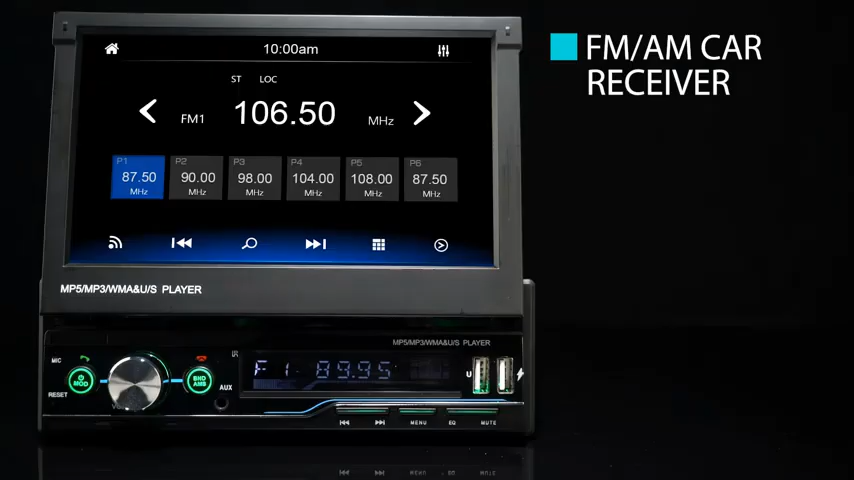 FM/AM CAR
RECEIVER
10:00am
ST LOC
FM1 106.50 MHz
P1 P2 P3 P4 P5 P6
87.50 90.00 98.00 104.00 108.00 87.50
MHz MHz MHz MHz MHz MHz
MP5/MP3/WMA&U/S PLAYER
MP5/MP3/WMA&U/S PLAYER
MIC
MOD
BND
AMS
AUX
RESET
F 1 89.95
U
MENU EQ MUTE